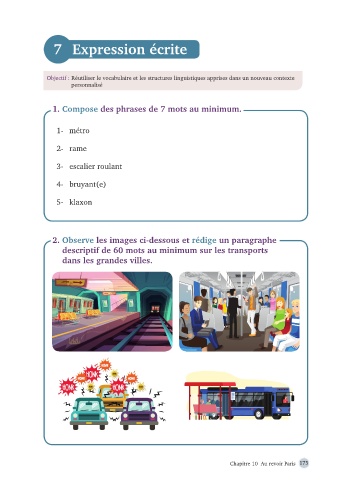 7 Expression écrite
Objectif : Réutiliser le vocabulaire et les structures linguistiques apprises dans un nouveau contexte
personnalisé
1. Compose des phrases de 7 mots au minimum.
1- métro
2- rame
3- escalier roulant
4- bruyant(e)
5- klaxon
2. Observe les images ci-dessous et rédige un paragraphe
descriptif de 60 mots au minimum sur les transports
dans les grandes villes.
HONK
HONK
HONK
Chapitre 10 Au revoir Paris 175